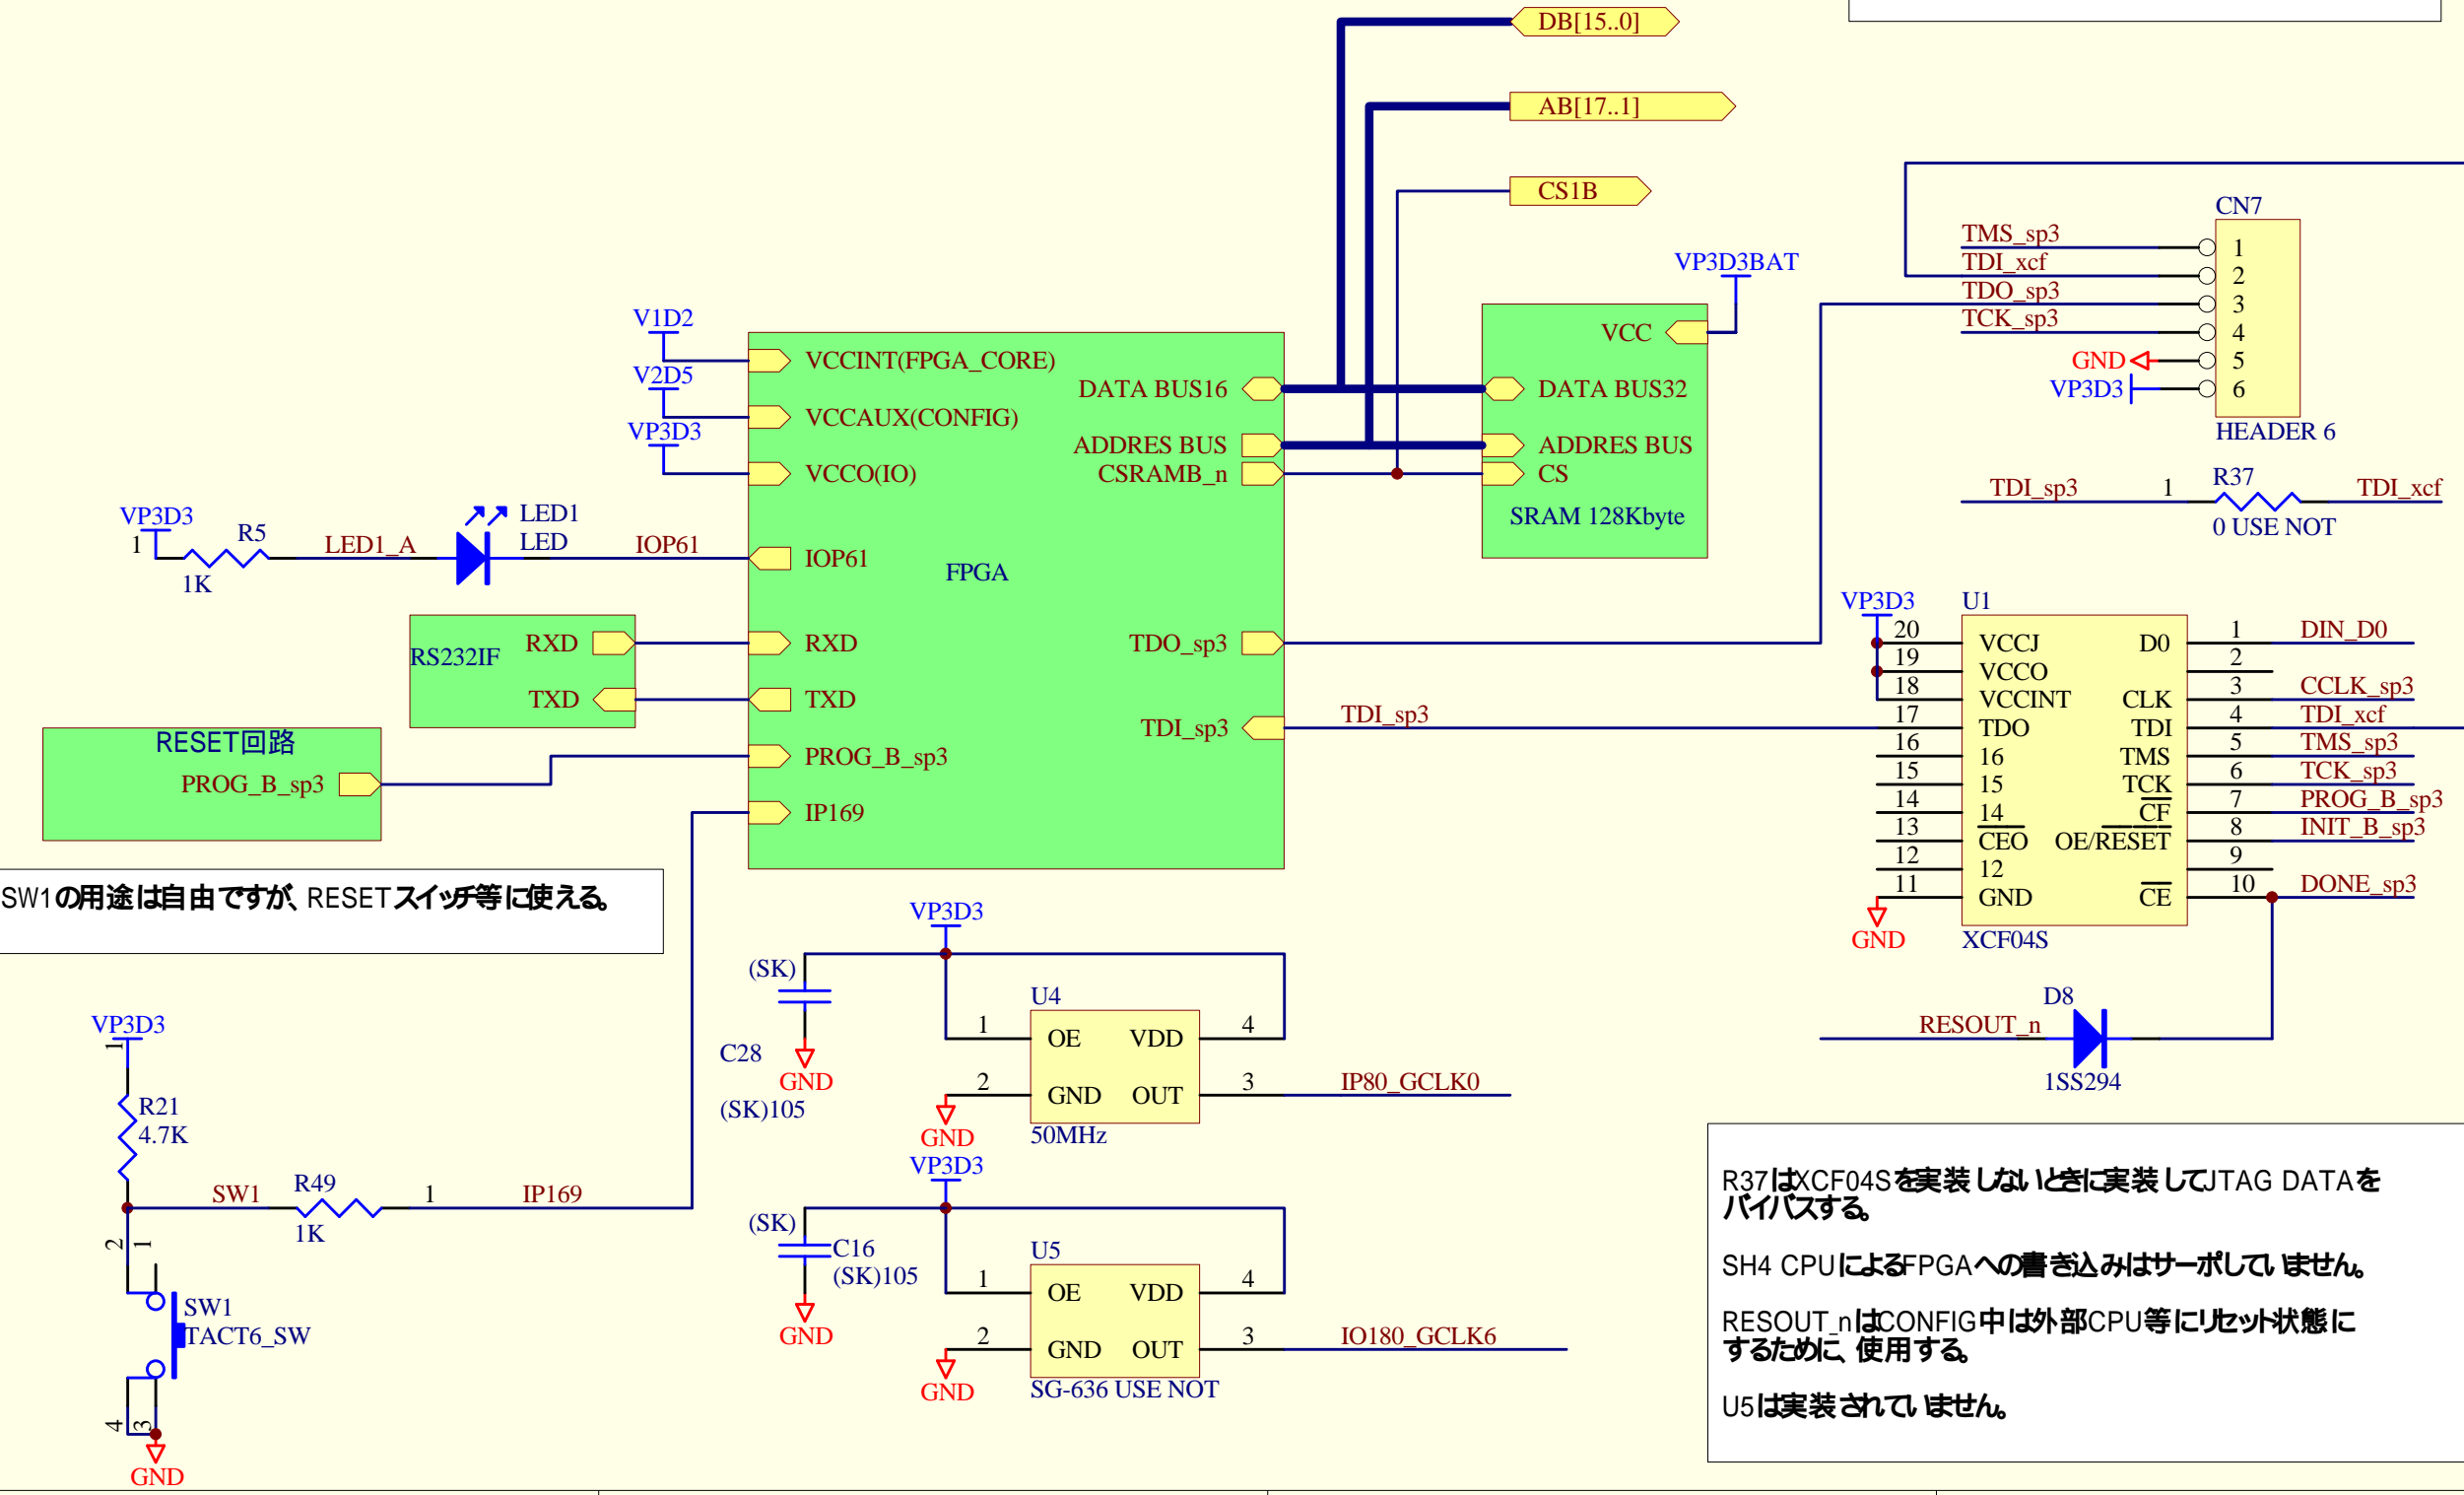 DB[15..0]
AB[17..1]
CS1B
CN7
TMS_sp3
1
TDI_xcf
2
TDO_sp3
3
TCK_sp3
4
GND
5
VP3D3
6
HEADER 6
TDI_sp3
1
R37
TDI_xcf
0 USE NOT
VP3D3BAT
VCC
DATA BUS32
ADDRES BUS
CS
SRAM 128Kbyte
V1D2
VCCINT(FPGA_CORE)
V2D5
DATA BUS16
VCCAUX(CONFIG)
VP3D3
ADDRES BUS
VCCO(IO)
CSRAMB_n
VP3D3
1
R5
1K
LED1_A
LED1
LED
IOP61
IOP61
FPGA
RS232IF
RXD
RXD
TDO_sp3
TXD
TXD
TDI_sp3
TDI_sp3
RESET回路
PROG_B_sp3
PROG_B_sp3
IP169
VP3D3
U1
20
VCCJ
D0
1
DIN_D0
19
VCCO
2
18
VCCINT
CLK
3
CCLK_sp3
17
TDO
TDI
4
TDI_xcf
16
16
TMS
5
TMS_sp3
15
15
TCK
6
TCK_sp3
14
14
CF
7
PROG_B_sp3
13
CEO
OE/RESET
8
INIT_B_sp3
12
12
9
11
GND
CE
10
DONE_sp3
GND
XCF04S
D8
RESOUT_n
1SS294
SW1の用途は自由ですが、RESETスイッチ等に使える。
VP3D3
1
R21
4.7K
SW1
R49
1
IP169
1K
2
1
SW1
TACT6_SW
4
3
GND
VP3D3
(SK)
C28
GND
(SK)105
U4
1
OE
VDD
4
2
GND
OUT
3
IP80_GCLK0
GND
50MHz
VP3D3
(SK)
C16
(SK)105
GND
U5
1
OE
VDD
4
2
GND
OUT
3
IO180_GCLK6
GND
SG-636 USE NOT
R37はXCF04Sを実装しないときに実装してJTAG DATAを
バイパスする。
SH4 CPUによるFPGAへの書き込みはサーポしていません。
RESOUT_nはCONFIG中は外部CPU等にリセット状態に
するために、使用する。
U5は実装されていません。